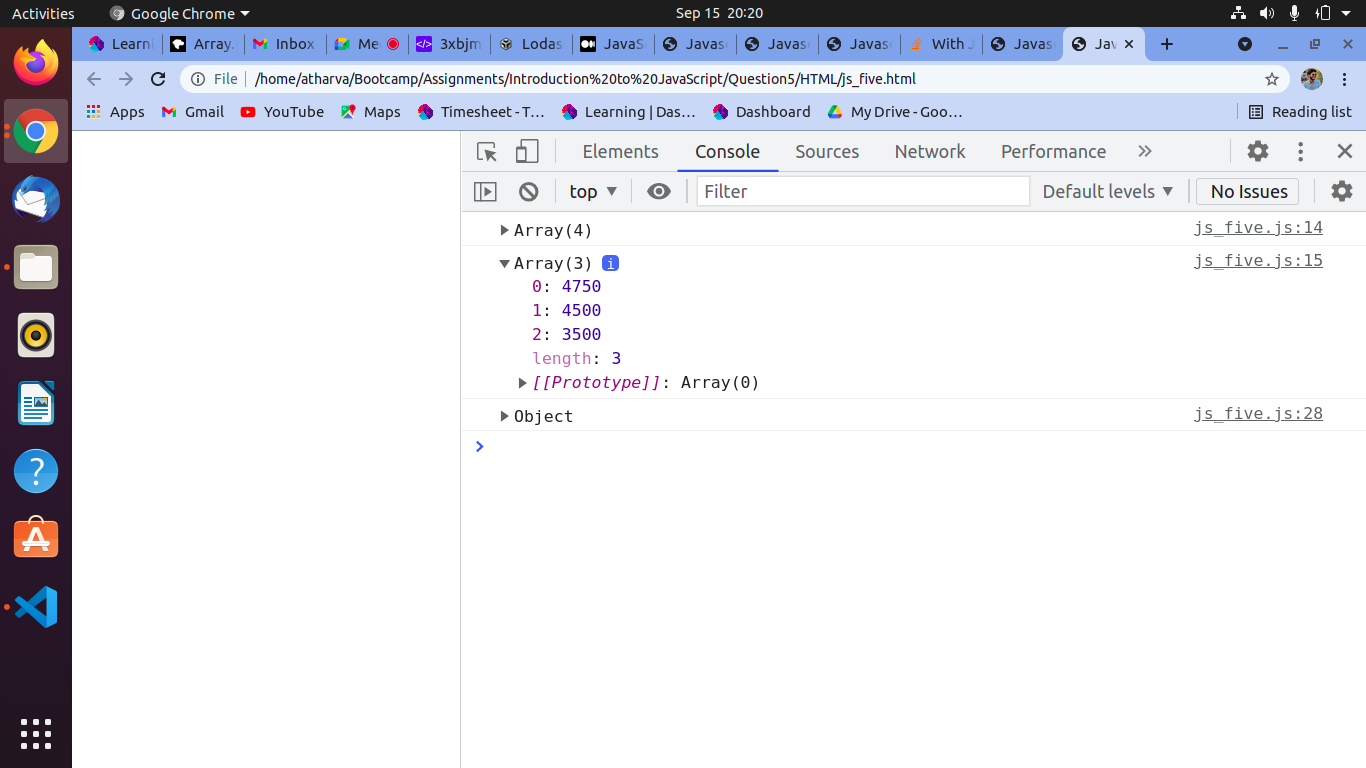 Activities Google Chrome Sep 15 20:20
Learni Array. Inbox Me 3xbjm Lodas JavaS Javas Javas Javas With J Javas Jav
File /home/atharva/Bootcamp/Assignments/Introduction%20to%20JavaScript/Question5/HTML/js_five.html
Apps Gmail YouTube Maps Timesheet - T... Learning | Das... Dashboard My Drive - Goo... Reading list
Elements Console Sources Network Performance
top Filter Default levels No Issues
Array(4) js_five.js:14
Array(3) i js_five.js:15
0: 4750
1: 4500
2: 3500
length: 3
[[Prototype]]: Array(0)
Object js_five.js:28